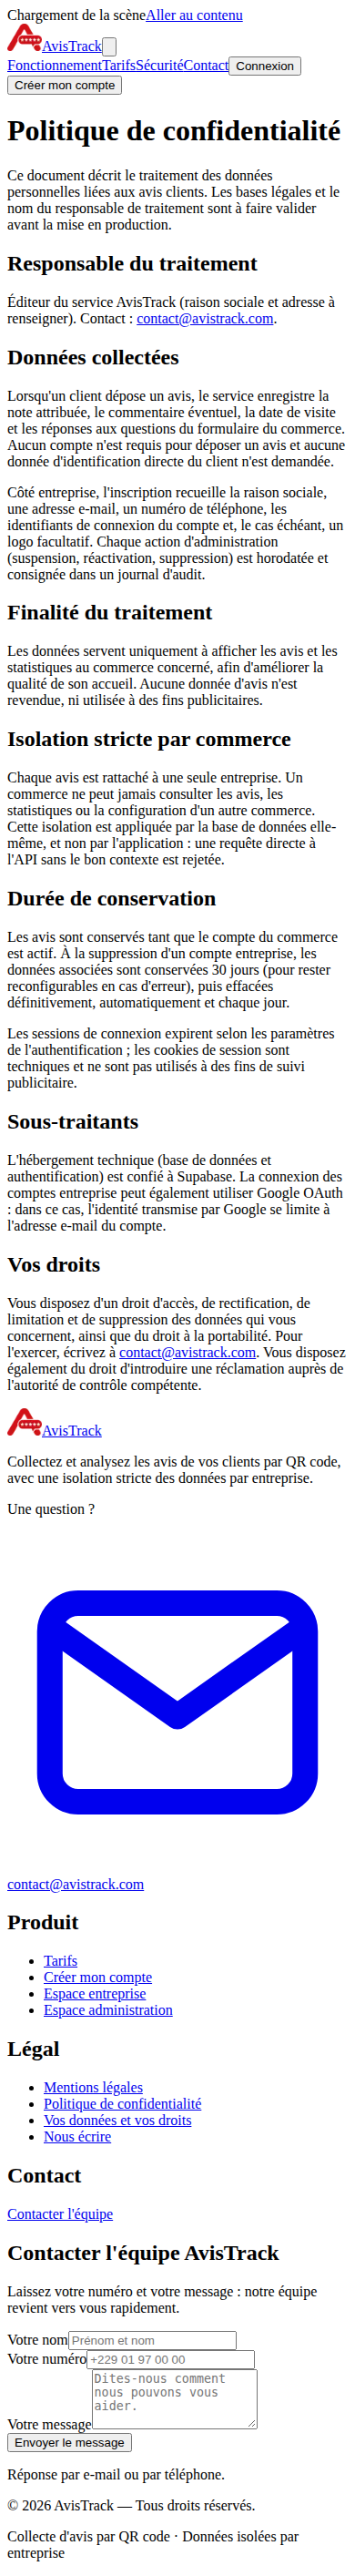 Chargement de la scèneAller au contenu
AvisTrack
FonctionnementTarifsSécuritéContact Connexion
Créer mon compte
Politique de confidentialité
Ce document décrit le traitement des données
personnelles liées aux avis clients. Les bases légales et le
nom du responsable de traitement sont à faire valider
avant la mise en production.
Responsable du traitement
Éditeur du service AvisTrack (raison sociale et adresse à
renseigner). Contact : contact@avistrack.com.
Données collectées
Lorsqu'un client dépose un avis, le service enregistre la
note attribuée, le commentaire éventuel, la date de visite
et les réponses aux questions du formulaire du commerce.
Aucun compte n'est requis pour déposer un avis et aucune
donnée d'identification directe du client n'est demandée.
Côté entreprise, l'inscription recueille la raison sociale,
une adresse e-mail, un numéro de téléphone, les
identifiants de connexion du compte et, le cas échéant, un
logo facultatif. Chaque action d'administration
(suspension, réactivation, suppression) est horodatée et
consignée dans un journal d'audit.
Finalité du traitement
Les données servent uniquement à afficher les avis et les
statistiques au commerce concerné, afin d'améliorer la
qualité de son accueil. Aucune donnée d'avis n'est
revendue, ni utilisée à des fins publicitaires.
Isolation stricte par commerce
Chaque avis est rattaché à une seule entreprise. Un
commerce ne peut jamais consulter les avis, les
statistiques ou la configuration d'un autre commerce.
Cette isolation est appliquée par la base de données elle-
même, et non par l'application : une requête directe à
l'API sans le bon contexte est rejetée.
Durée de conservation
Les avis sont conservés tant que le compte du commerce
est actif. À la suppression d'un compte entreprise, les
données associées sont conservées 30 jours (pour rester
reconfigurables en cas d'erreur), puis effacées
définitivement, automatiquement et chaque jour.
Les sessions de connexion expirent selon les paramètres
de l'authentification ; les cookies de session sont
techniques et ne sont pas utilisés à des fins de suivi
publicitaire.
Sous-traitants
L'hébergement technique (base de données et
authentification) est confié à Supabase. La connexion des
comptes entreprise peut également utiliser Google OAuth
: dans ce cas, l'identité transmise par Google se limite à
l'adresse e-mail du compte.
Vos droits
Vous disposez d'un droit d'accès, de rectification, de
limitation et de suppression des données qui vous
concernent, ainsi que du droit à la portabilité. Pour
l'exercer, écrivez à contact@avistrack.com. Vous disposez
également du droit d'introduire une réclamation auprès de
l'autorité de contrôle compétente.
AvisTrack
Collectez et analysez les avis de vos clients par QR code,
avec une isolation stricte des données par entreprise.
Une question ?
contact@avistrack.com
Produit
Tarifs
Créer mon compte
Espace entreprise
Espace administration
Légal
Mentions légales
Politique de confidentialité
Vos données et vos droits
Nous écrire
Contact
Contacter l'équipe
Contacter l'équipe AvisTrack
Laissez votre numéro et votre message : notre équipe
revient vers vous rapidement.
Votre nom Prénom et nom
Votre numéro +229 01 97 00 00
Dites-nous comment
nous pouvons vous
aider.
Votre message
Envoyer le message
Réponse par e-mail ou par téléphone.
© 2026 AvisTrack — Tous droits réservés.
Collecte d'avis par QR code · Données isolées par
entreprise